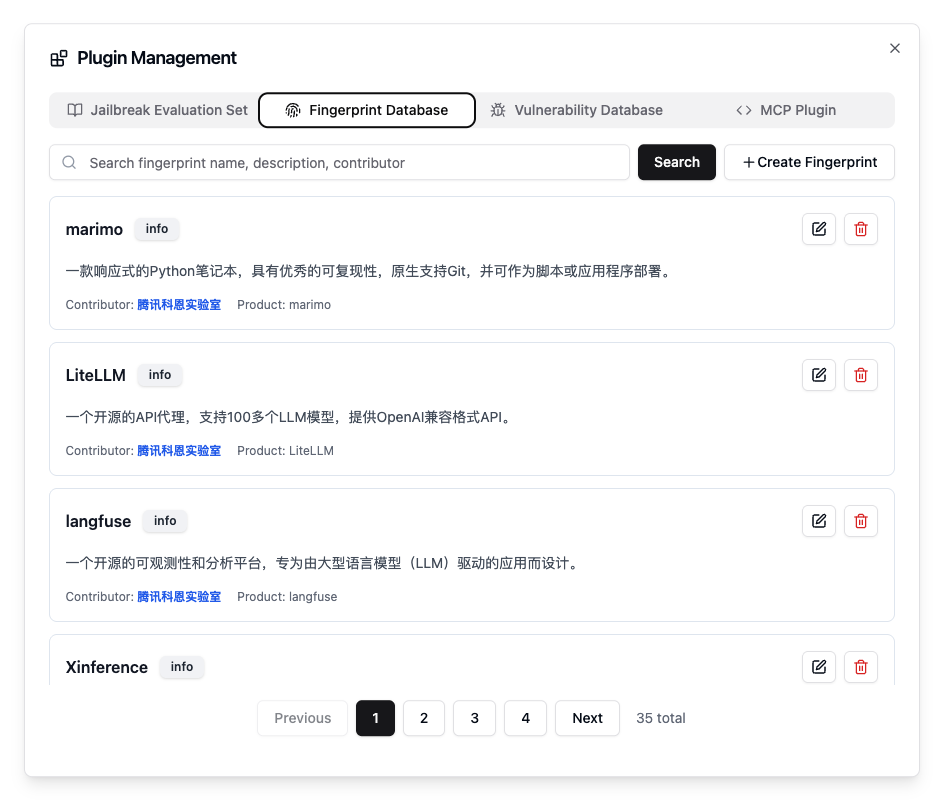 Plugin Management
Jailbreak Evaluation Set
Fingerprint Database
Vulnerability Database
MCP Plugin
Search fingerprint name, description, contributor
Search
Create Fingerprint
marimo info
一款响应式的Python笔记本，具有优秀的可复现性，原生支持Git，并可作为脚本或应用程序部署。
Contributor: 腾讯科恩实验室 Product: marimo
LiteLLM info
一个开源的API代理，支持100多个LLM模型，提供OpenAI兼容格式API。
Contributor: 腾讯科恩实验室 Product: LiteLLM
langfuse info
一个开源的可观测性和分析平台，专为由大型语言模型（LLM）驱动的应用而设计。
Contributor: 腾讯科恩实验室 Product: langfuse
Xinference info
Previous 1 2 3 4 Next 35 total